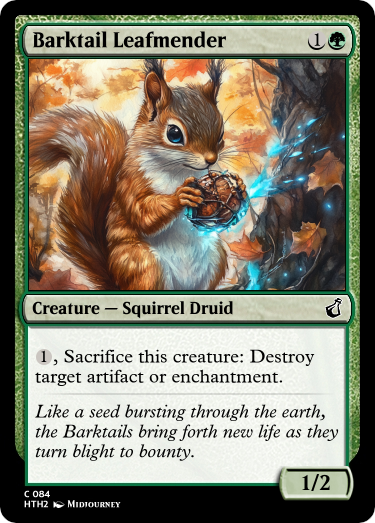 Barktail Leafmender 1
Creature — Squirrel Druid
1, Sacrifice this creature: Destroy
target artifact or enchantment.
Like a seed bursting through the earth,
the Barktails bring forth new life as they
turn blight to bounty.
1/2
C 084
HTH2 Midjourney